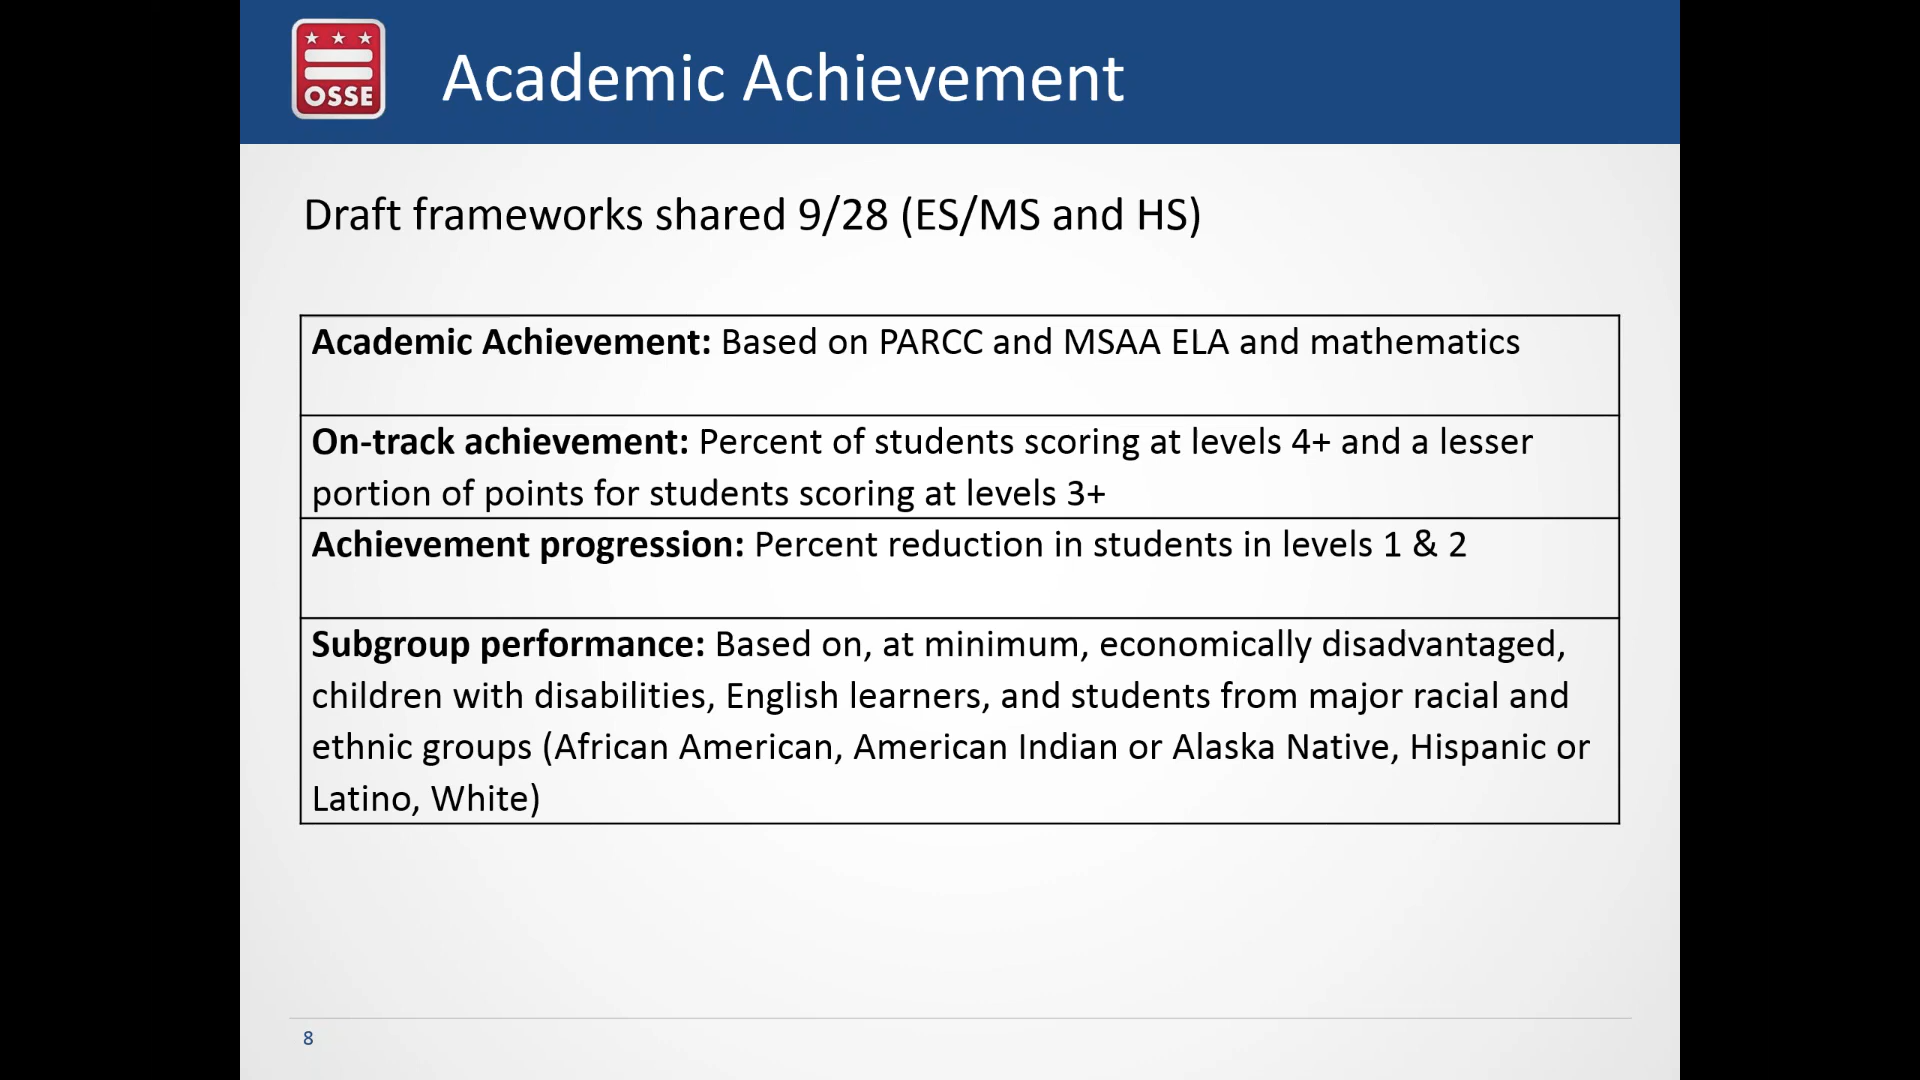 OSSE
Academic Achievement
Draft frameworks shared 9/28 (ES/MS and HS)
Academic Achievement: Based on PARCC and MSAA ELA and mathematics
On-track achievement: Percent of students scoring at levels 4+ and a lesser
portion of points for students scoring at levels 3+
Achievement progression: Percent reduction in students in levels 1 & 2
Subgroup performance: Based on, at minimum, economically disadvantaged,
children with disabilities, English learners, and students from major racial and
ethnic groups (African American, American Indian or Alaska Native, Hispanic or
Latino, White)
8